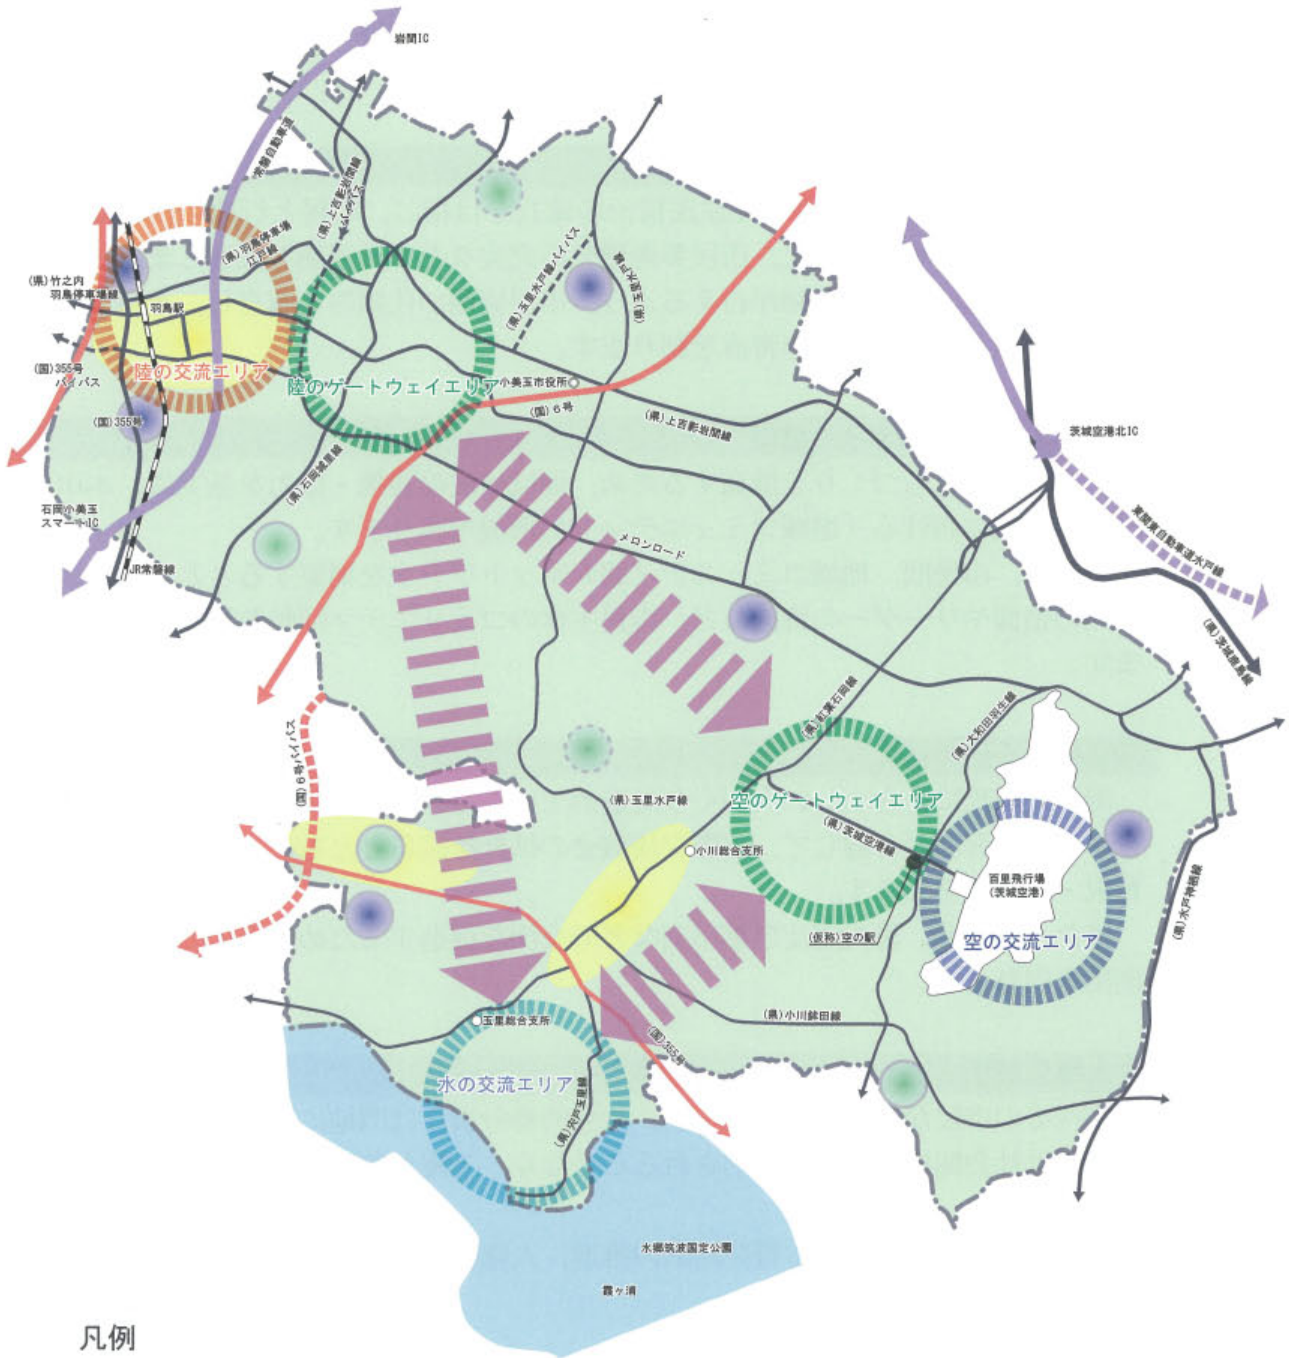 岩間IC
常磐自動車道
(県)上吉影岩間線
バイパス
(県)羽鳥停車場
江戸線
(県)竹之内
羽鳥停車場線
羽鳥駅
(県)玉里水戸線バイパス
(県)玉里水戸線
(国)355号
バイパス
陸の交流エリア
陸のゲートウェイエリア
小美玉市役所
(国)6号
(県)上吉影岩間線
(国)355号
茨城空港北IC
(県)石岡城里線
石岡小美玉
スマートIC
JR常磐線
メロンロード
東関東自動車道水戸線
(県)茨城鹿島線
(県)紅葉石岡線
(県)大和田羽生線
(国)6号バイパス
(県)玉里水戸線
空のゲートウェイエリア
(県)茨城空港線
小川総合支所
百里飛行場
(茨城空港)
(県)水戸神栖線
(仮称)空の駅
空の交流エリア
(県)小川鉾田線
玉里総合支所
(国)355号
水の交流エリア
(県)宍戸玉里線
水郷筑波国定公園
霞ヶ浦
凡例